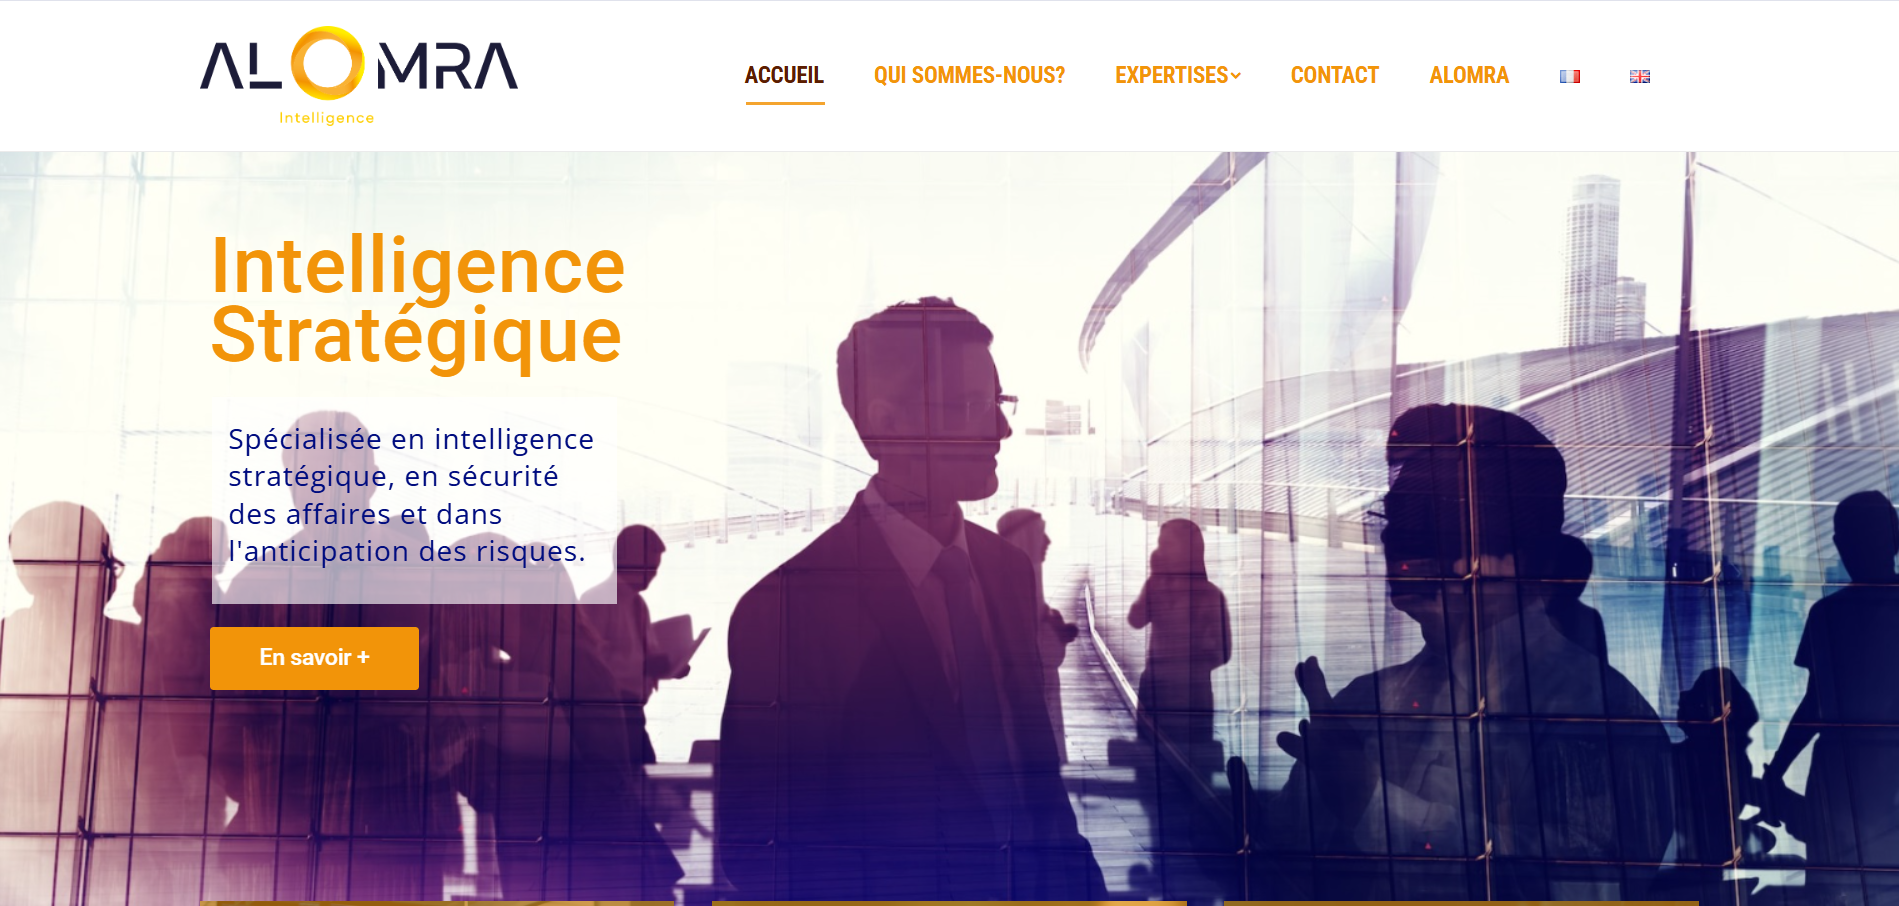 ALOMRA
Intelligence
ACCUEIL
QUI SOMMES-NOUS?
EXPERTISES
CONTACT
ALOMRA
Intelligence
Stratégique
Spécialisée en intelligence
stratégique, en sécurité
des affaires et dans
l'anticipation des risques.
En savoir +